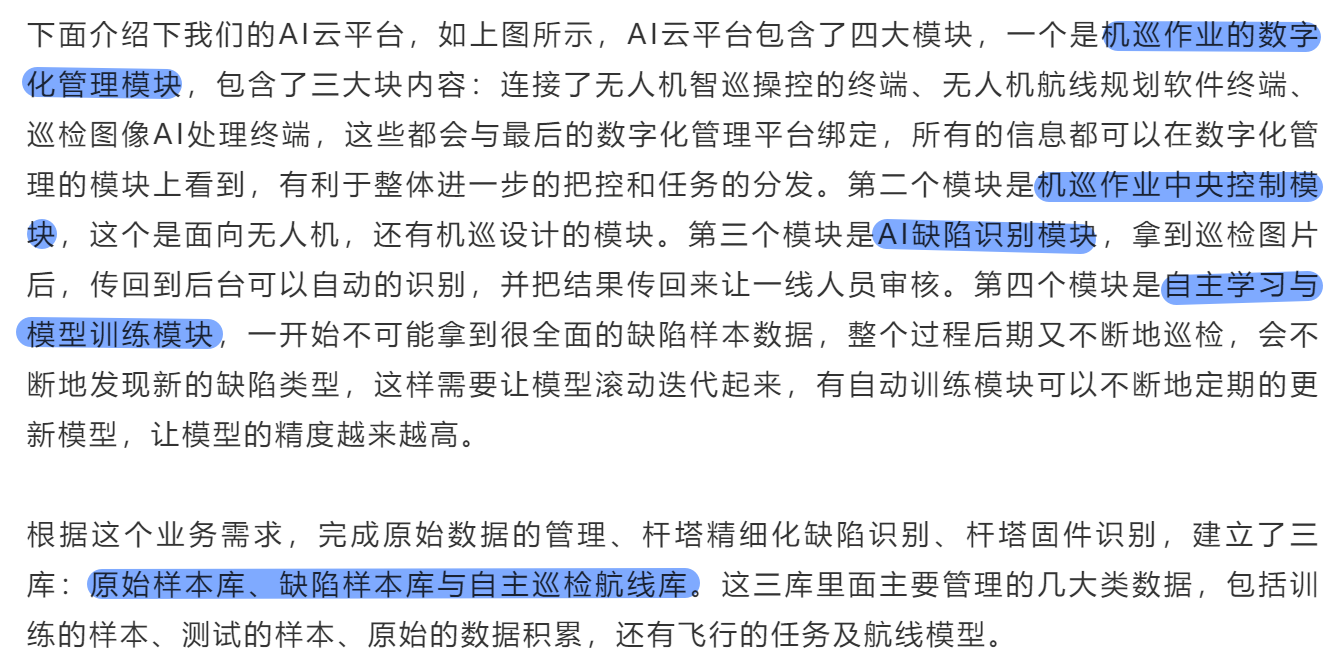 下面介绍下我们的AI云平台，如上图所示，AI云平台包含了四大模块，一个是机巡作业的数字
化管理模块，包含了三大块内容：连接了无人机智巡操控的终端、无人机航线规划软件终端、
巡检图像AI处理终端，这些都会与最后的数字化管理平台绑定，所有的信息都可以在数字化管
理的模块上看到，有利于整体进一步的把控和任务的分发。第二个模块是机巡作业中央控制模
块，这个是面向无人机，还有机巡设计的模块。第三个模块是AI缺陷识别模块，拿到巡检图片
后，传回到后台可以自动的识别，并把结果传回来让一线人员审核。第四个模块是自主学习与
模型训练模块，一开始不可能拿到很全面的缺陷样本数据，整个过程后期又不断地巡检，会不
断地发现新的缺陷类型，这样需要让模型滚动迭代起来，有自动训练模块可以不断地定期的更
新模型，让模型的精度越来越高。
根据这个业务需求，完成原始数据的管理、杆塔精细化缺陷识别、杆塔固件识别，建立了三
库：原始样本库、缺陷样本库与自主巡检航线库。这三库里面主要管理的几大类数据，包括训
练的样本、测试的样本、原始的数据积累，还有飞行的任务及航线模型。